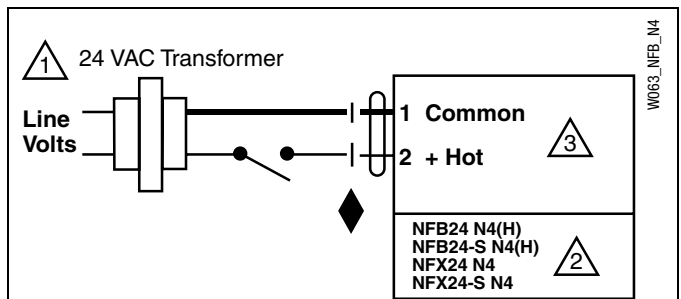 1 24 VAC Transformer
Line
Volts
1 Common
2 + Hot
3
NFB24 N4(H)
NFB24-S N4(H)
NFX24 N4
NFX24-S N4
2
W063_NFB_N4